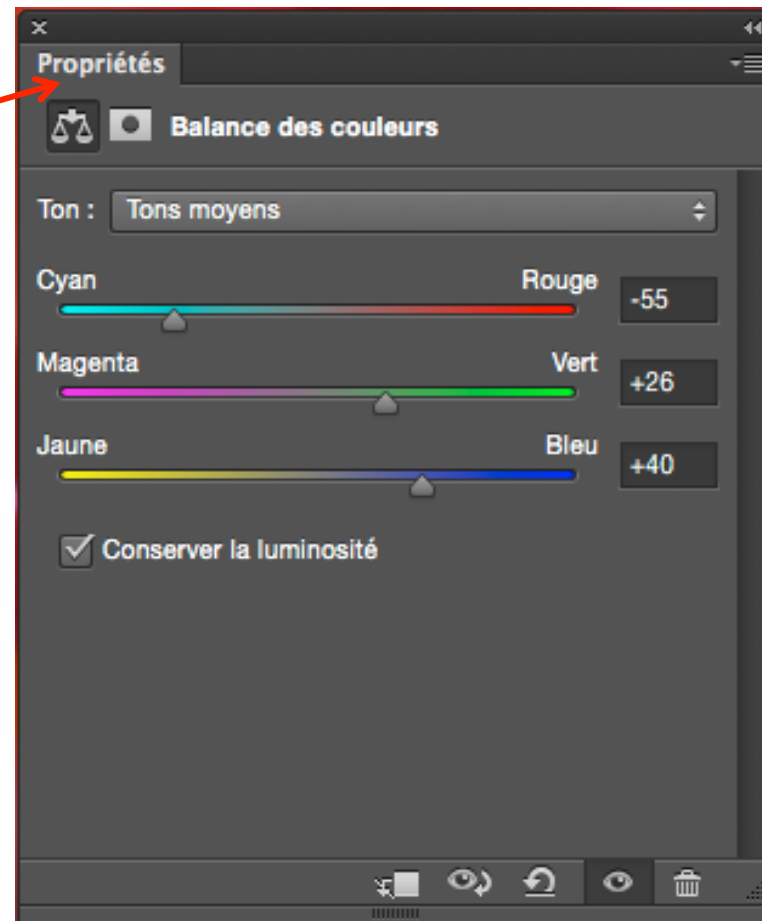 Propriétés
Balance des couleurs
Ton : Tons moyens
Cyan Rouge -55
Magenta Vert +26
Jaune Bleu +40
Conserver la luminosité